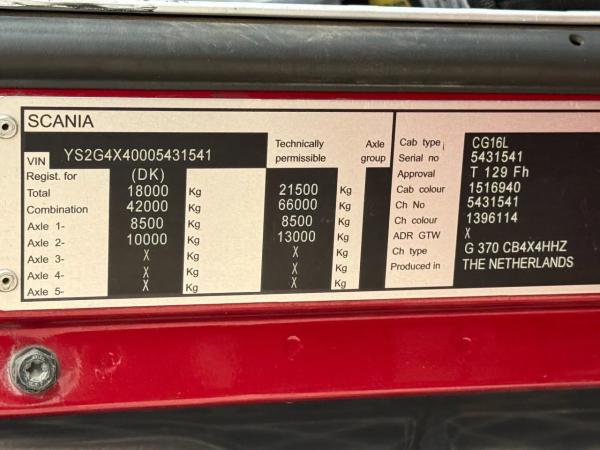 SCANIA
VIN YS2G4X40005431541 Technically permissible Axle group
Regist. for (DK)
Total 18000 Kg 21500 Kg
Combination 42000 Kg 66000 Kg
Axle 1- 8500 Kg 8500 Kg
Axle 2- 10000 Kg 13000 Kg
Axle 3- X Kg X Kg
Axle 4- X Kg X Kg
Axle 5- X Kg X Kg
Cab type CG16L
Serial no 5431541
Approval T 129 Fh
Cab colour 1516940
Ch No 5431541
Ch colour 1396114
ADR GTW X
Ch type G 370 CB4X4HHZ
Produced in THE NETHERLANDS